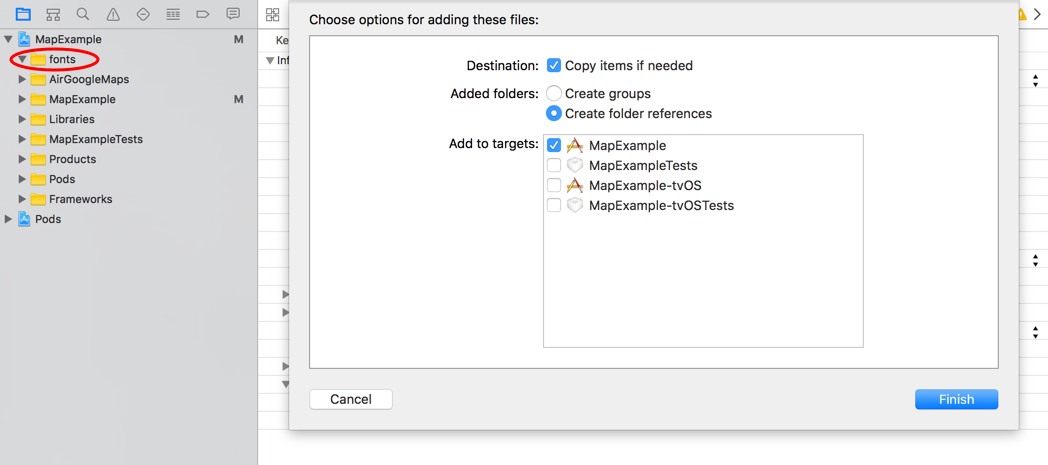 MapExample M
fonts
AirGoogleMaps
MapExample M
Libraries
MapExampleTests
Products
Pods
Frameworks
Pods
Ke
Inf
Choose options for adding these files:
Destination: Copy items if needed
Added folders: Create groups
Create folder references
Add to targets: MapExample
MapExampleTests
MapExample-tvOS
MapExample-tvOSTests
Cancel Finish